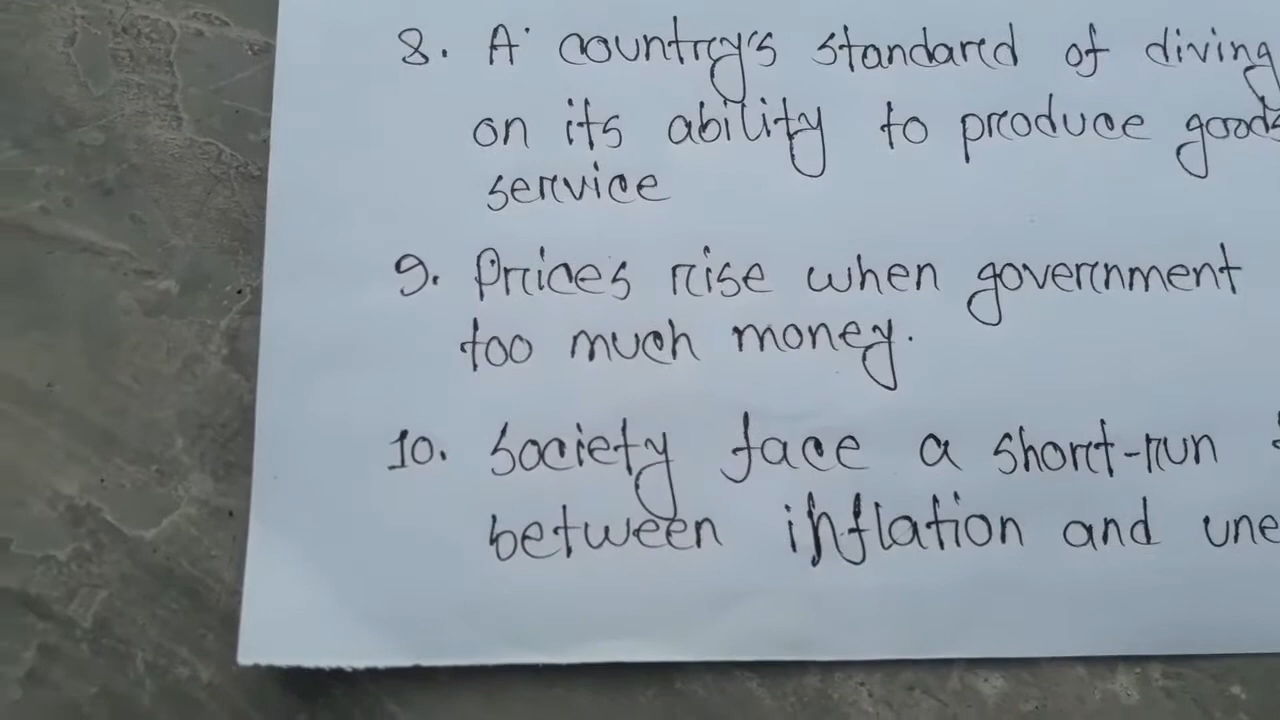 8. A country's standard of diving
on its ability to produce goods
service
9. Prices rise when government
too much money.
10. Society face a short-run
between inflation and une